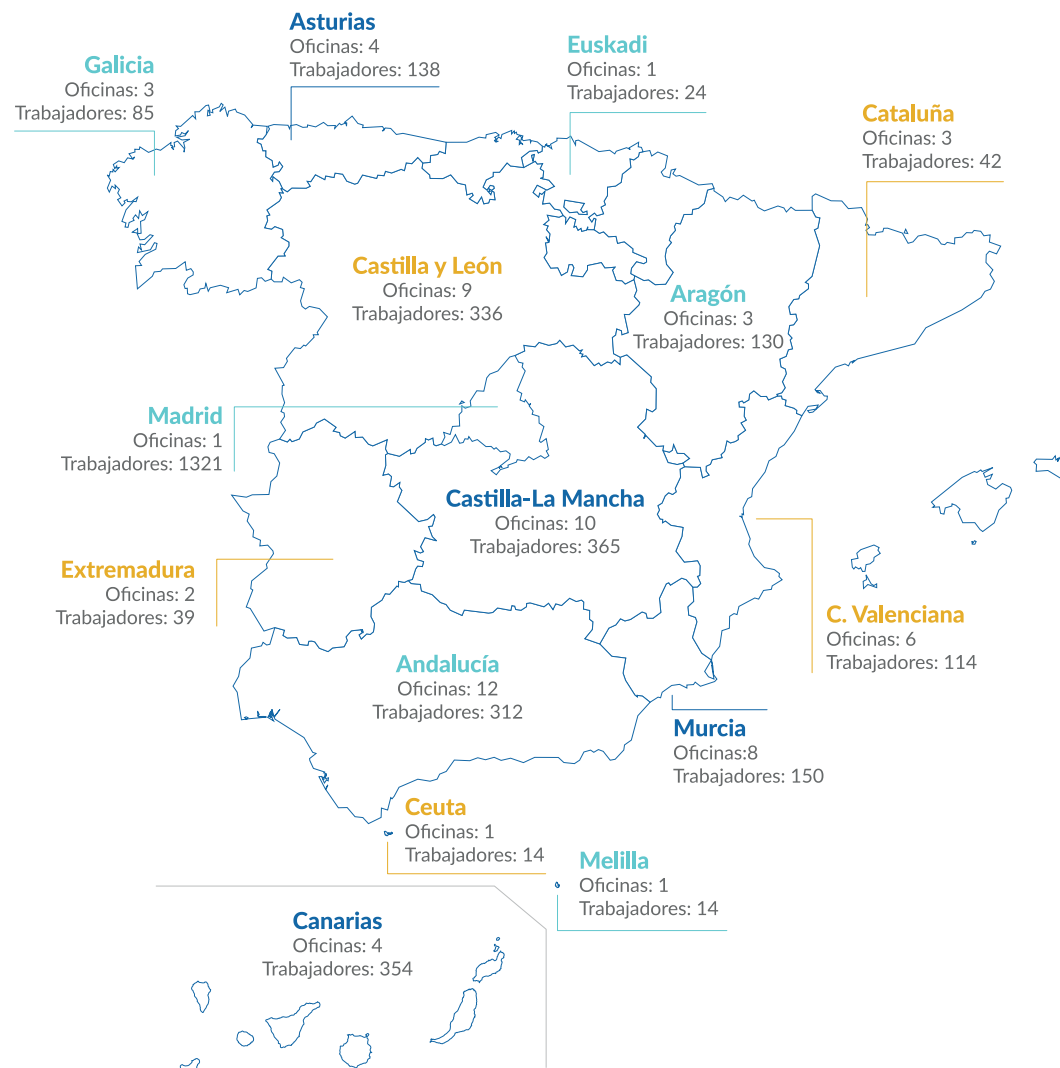 Asturias
Oficinas: 4
Trabajadores: 138
Galicia
Oficinas: 3
Trabajadores: 85
Euskadi
Oficinas: 1
Trabajadores: 24
Cataluña
Oficinas: 3
Trabajadores: 42
Castilla y León
Oficinas: 9
Trabajadores: 336
Aragón
Oficinas: 3
Trabajadores: 130
Madrid
Oficinas: 1
Trabajadores: 1321
Castilla-La Mancha
Oficinas: 10
Trabajadores: 365
Extremadura
Oficinas: 2
Trabajadores: 39
C. Valenciana
Oficinas: 6
Trabajadores: 114
Andalucía
Oficinas: 12
Trabajadores: 312
Murcia
Oficinas:8
Trabajadores: 150
Ceuta
Oficinas: 1
Trabajadores: 14
Melilla
Oficinas: 1
Trabajadores: 14
Canarias
Oficinas: 4
Trabajadores: 354